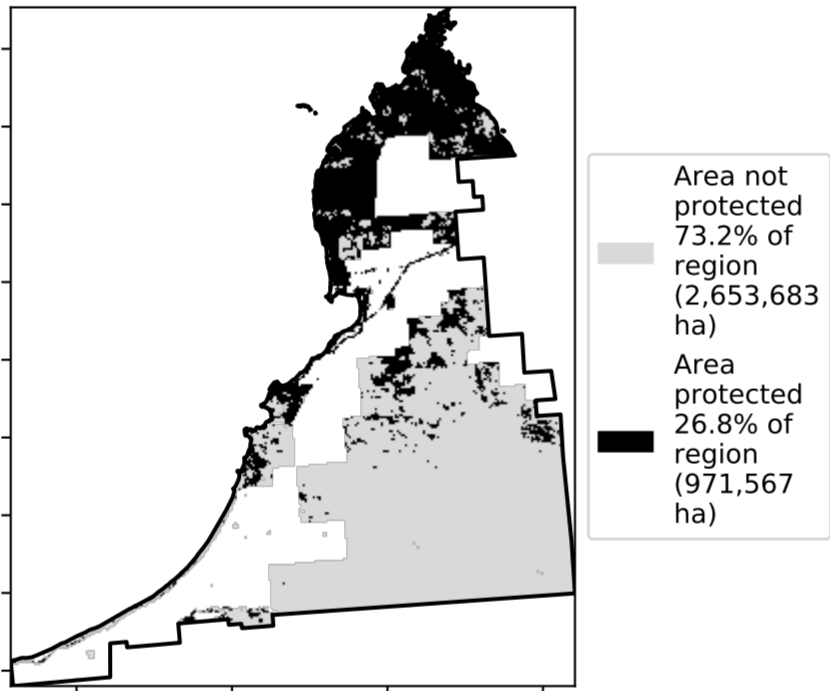 Area not
protected
73.2% of
region
(2,653,683
ha)
Area
protected
26.8% of
region
(971,567
ha)